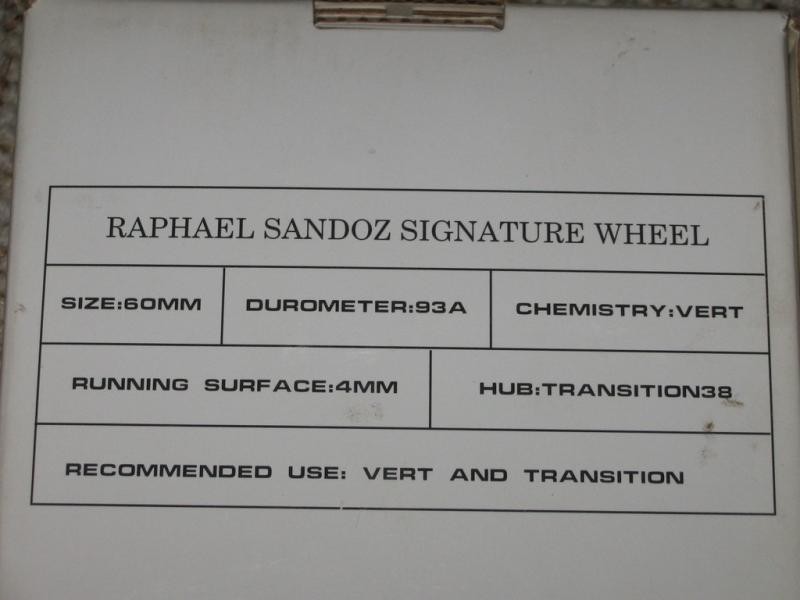 RAPHAEL SANDOZ SIGNATURE WHEEL
SIZE:60MM DUROMETER:93A CHEMISTRY:VERT
RUNNING SURFACE:4MM HUB:TRANSITION38
RECOMMENDED USE: VERT AND TRANSITION